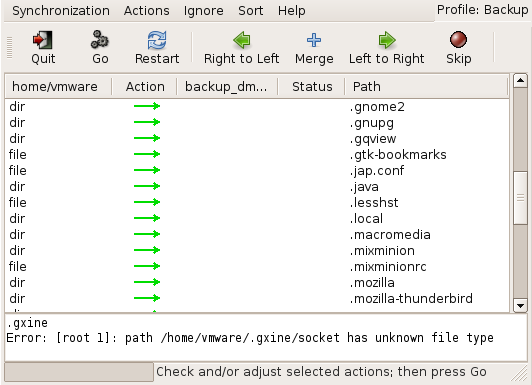 Synchronization Actions Ignore Sort Help Profile: Backup
Quit Go Restart Right to Left Merge Left to Right Skip
home/vmware Action backup_dm... Status Path
dir .gnome2
dir .gnupg
dir .gqview
file .gtk-bookmarks
file .jap.conf
dir .java
file .lesshst
dir .local
dir .macromedia
dir .mixminion
file .mixminionrc
dir .mozilla
dir .mozilla-thunderbird
.gxine
Error: [root 1]: path /home/vmware/.gxine/socket has unknown file type
Check and/or adjust selected actions; then press Go